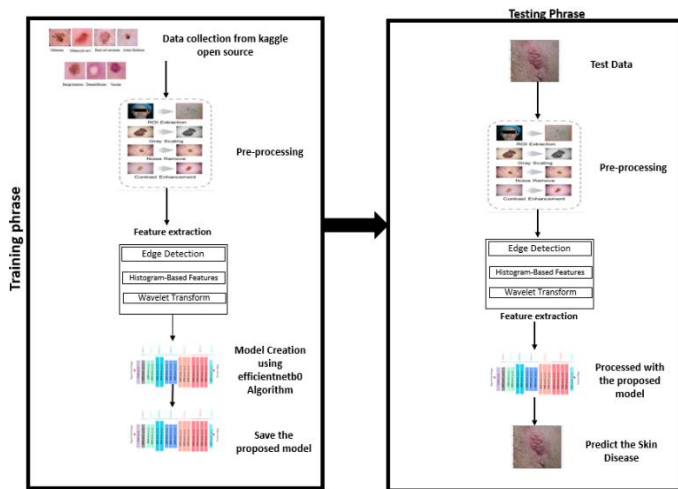 Training phrase
Data collection from kaggle
open source
ROI Extraction
Gray Scaling
Noise Remove
Contrast Enhancement
Pre-processing
Feature extraction
Edge Detection
Histogram-Based Features
Wavelet Transform
Model Creation
using
efficientnetb0
Algorithm
Save the
proposed model
Testing Phrase
Test Data
ROI Extraction
Gray Scaling
Noise Remove
Contrast Enhancement
Pre-processing
Edge Detection
Histogram-Based Features
Wavelet Transform
Feature extraction
Processed with
the proposed
model
Predict the Skin
Disease